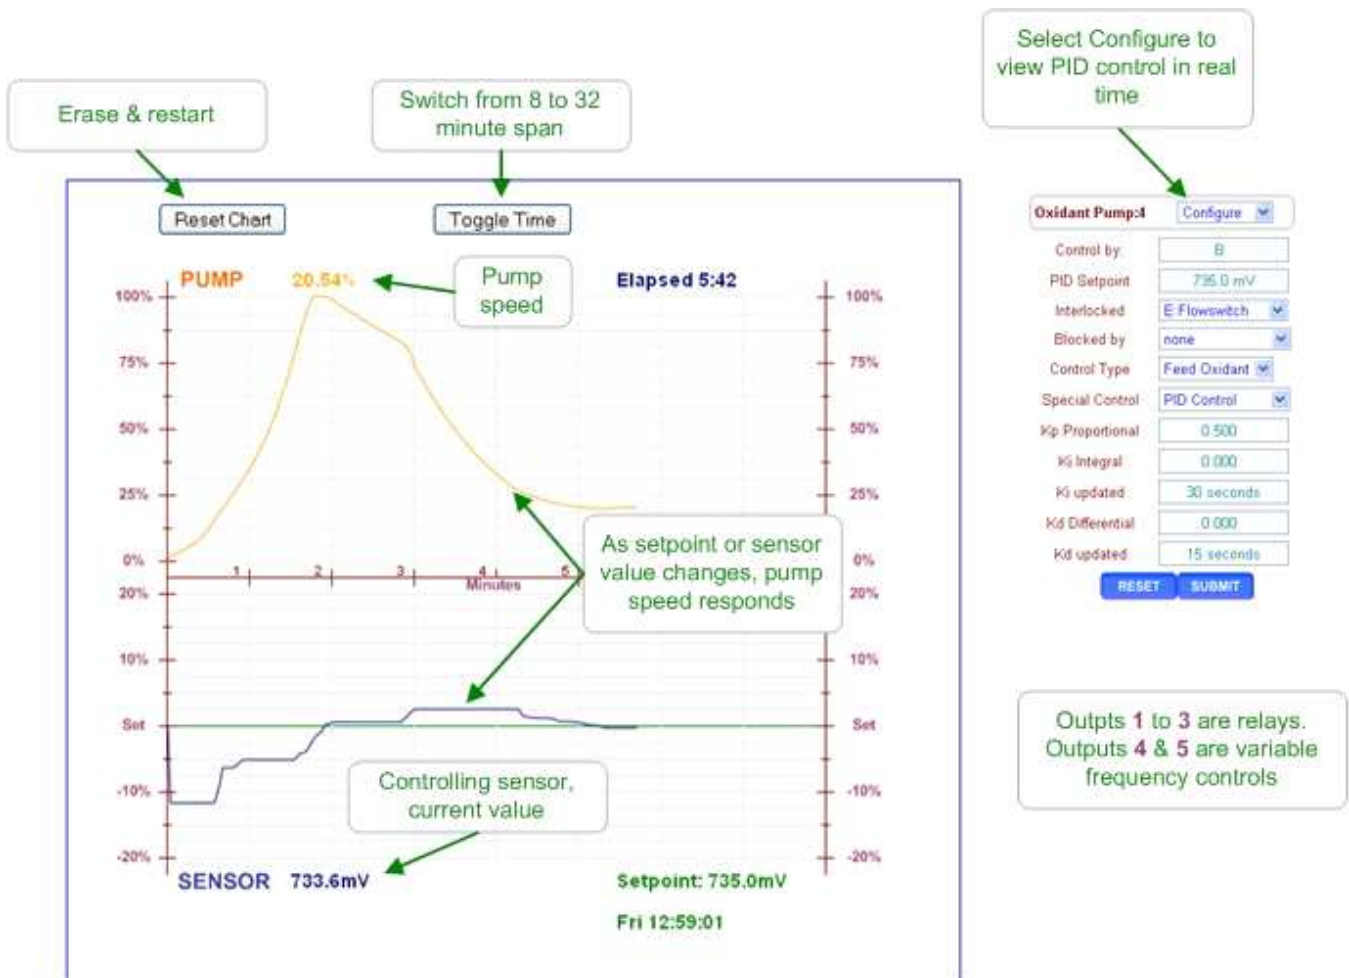 Select Configure to
view PID control in real
time
Erase & restart
Switch from 8 to 32
minute span
Reset Chart
Toggle Time
Oxidant Pump:4 Configure
Control by: B
PID Setpoint 735.0 mV
Interlocked E Flowswitch
Blocked by none
Control Type Feed Oxidant
Special Control PID Control
Kp Proportional 0.500
Ki Integral 0.000
Ki updated 30 seconds
Kd Differential 0.000
Kd updated 15 seconds
RESET SUBMIT
PUMP 20.54%
Pump
speed
Elapsed 5:42
100% 100%
75% 75%
50% 50%
25% 25%
0% 0%
1 2 3 4 5
Minutes
20% 20%
10% 10%
Set Set
-10% -10%
-20% -20%
As setpoint or sensor
value changes, pump
speed responds
Controlling sensor,
current value
SENSOR 733.6mV
Setpoint: 735.0mV
Fri 12:59:01
Outpts 1 to 3 are relays.
Outputs 4 & 5 are variable
frequency controls